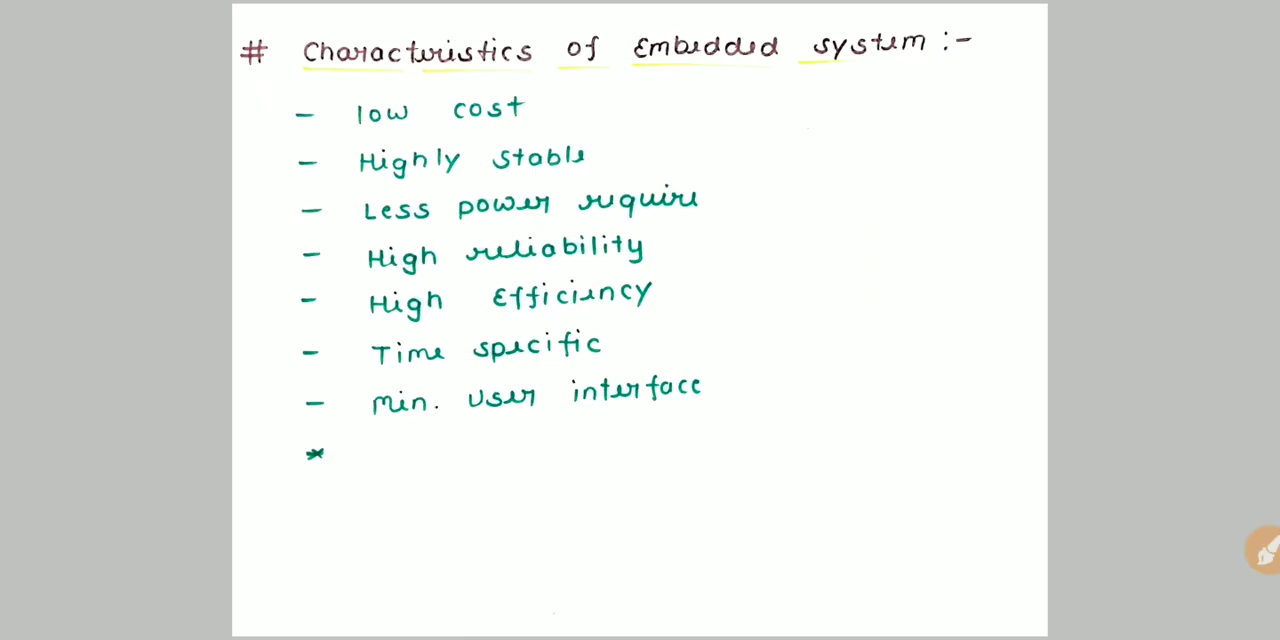 # Characteristics of Embedded system :-
- low cost
- Highly stable
- Less power require
- High reliability
- High Efficiency
- Time specific
- Min. user interface
*